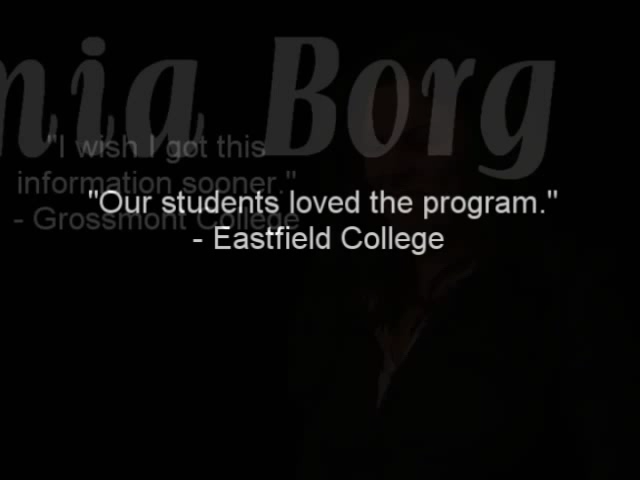 nia Borg
"I wish I got this
information sooner."
- Grossmont College
"Our students loved the program."
- Eastfield College